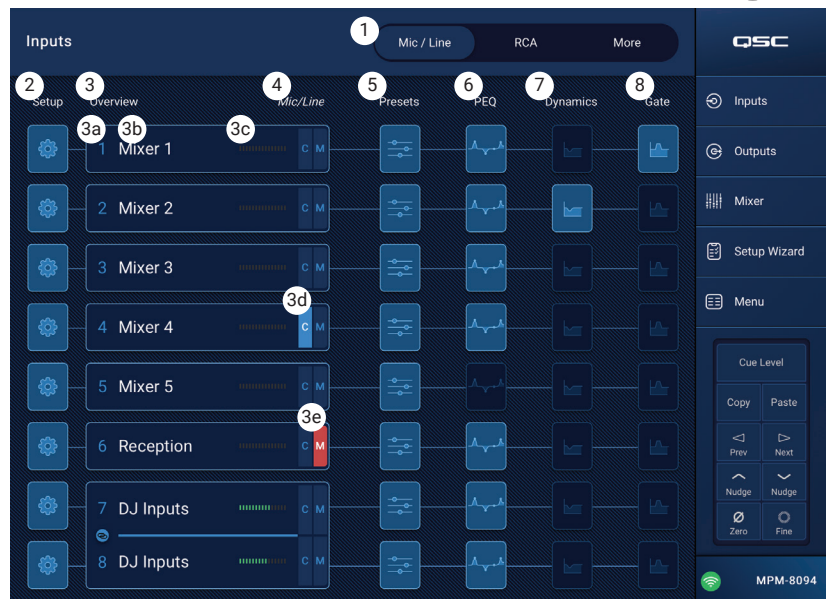 Inputs
1
Mic / Line
RCA
More
QSC
2
3
4
5
6
7
8
Setup
Overview
Mic/Line
Presets
PEQ
Dynamics
Gate
3a
3b
3c
1 Mixer 1 C M
2 Mixer 2 C M
3 Mixer 3 C M
3d
4 Mixer 4 C M
5 Mixer 5 C M
3e
6 Reception C M
7 DJ Inputs C M
8 DJ Inputs C M
Inputs
Outputs
Mixer
Setup Wizard
Menu
Cue Level
Copy Paste
Prev Next
Nudge Nudge
Zero Fine
MPM-8094